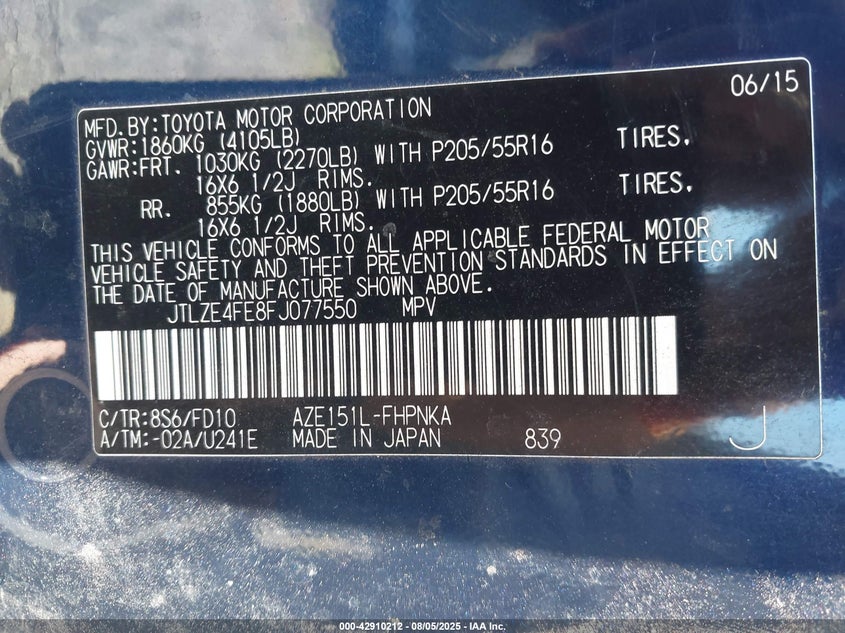 06/15
MFD.BY:TOYOTA MOTOR CORPORATION
GVWR:1860KG (4105LB)
GAWR:FRT. 1030KG (2270LB) WITH P205/55R16 TIRES.
16X6 1/2J RIMS.
RR. 855KG (1880LB) WITH P205/55R16 TIRES.
16X6 1/2J RIMS.
THIS VEHICLE CONFORMS TO ALL APPLICABLE FEDERAL MOTOR
VEHICLE SAFETY AND THEFT PREVENTION STANDARDS IN EFFECT ON
THE DATE OF MANUFACTURE SHOWN ABOVE.
JTLZE4FE8FJ077550 MPV
C/TR:8S6/FD10 AZE151L-FHPNKA
A/TM:-02A/U241E MADE IN JAPAN 839 J
000-42910212 - 08/05/2025 - IAA Inc.